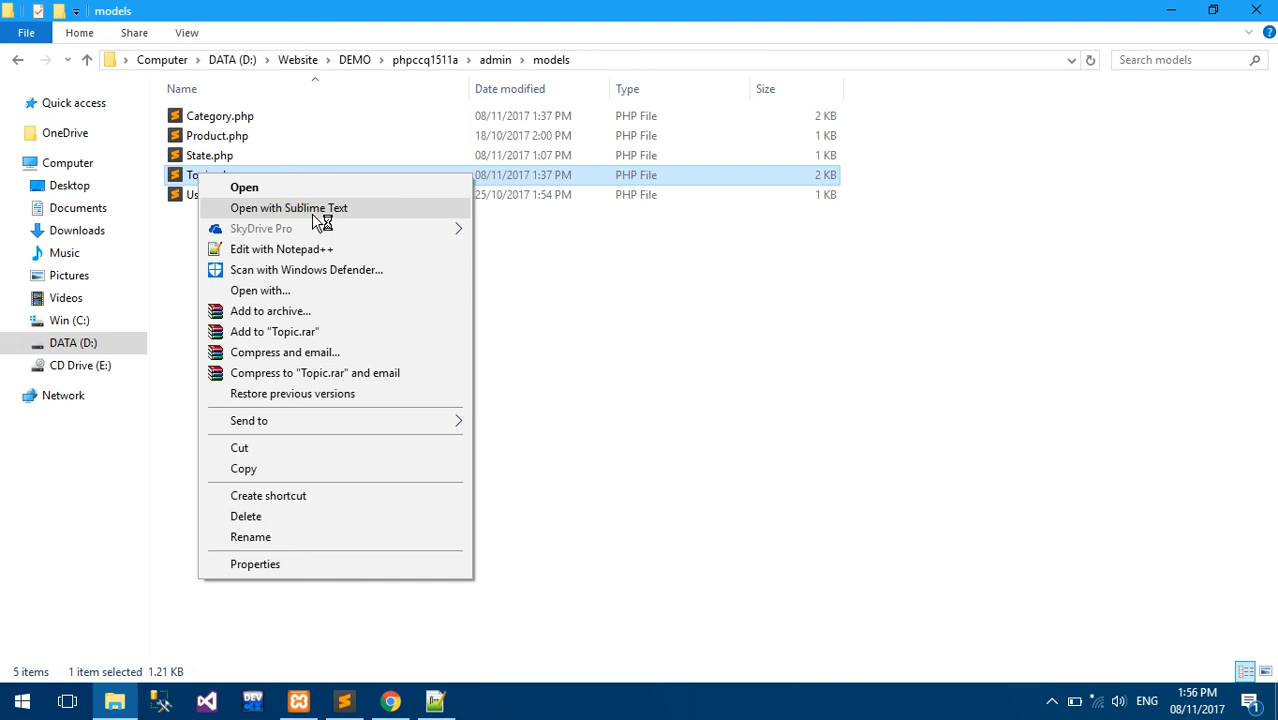 models
File Home Share View
Computer DATA (D:) Website DEMO phpccq1511a admin models Search models
Name Date modified Type Size
Quick access
OneDrive
Computer
Desktop
Documents
Downloads
Music
Pictures
Videos
Win (C:)
DATA (D:)
CD Drive (E:)
Network
Category.php 08/11/2017 1:37 PM PHP File 2 KB
Product.php 18/10/2017 2:00 PM PHP File 1 KB
State.php 08/11/2017 1:07 PM PHP File 1 KB
08/11/2017 1:37 PM PHP File 2 KB
25/10/2017 1:54 PM PHP File 1 KB
Open
Open with Sublime Text
SkyDrive Pro
Edit with Notepad++
Scan with Windows Defender...
Open with...
Add to archive...
Add to "Topic.rar"
Compress and email...
Compress to "Topic.rar" and email
Restore previous versions
Send to
Cut
Copy
Create shortcut
Delete
Rename
Properties
5 items 1 item selected 1.21 KB
DEV
ENG
1:56 PM
08/11/2017
1